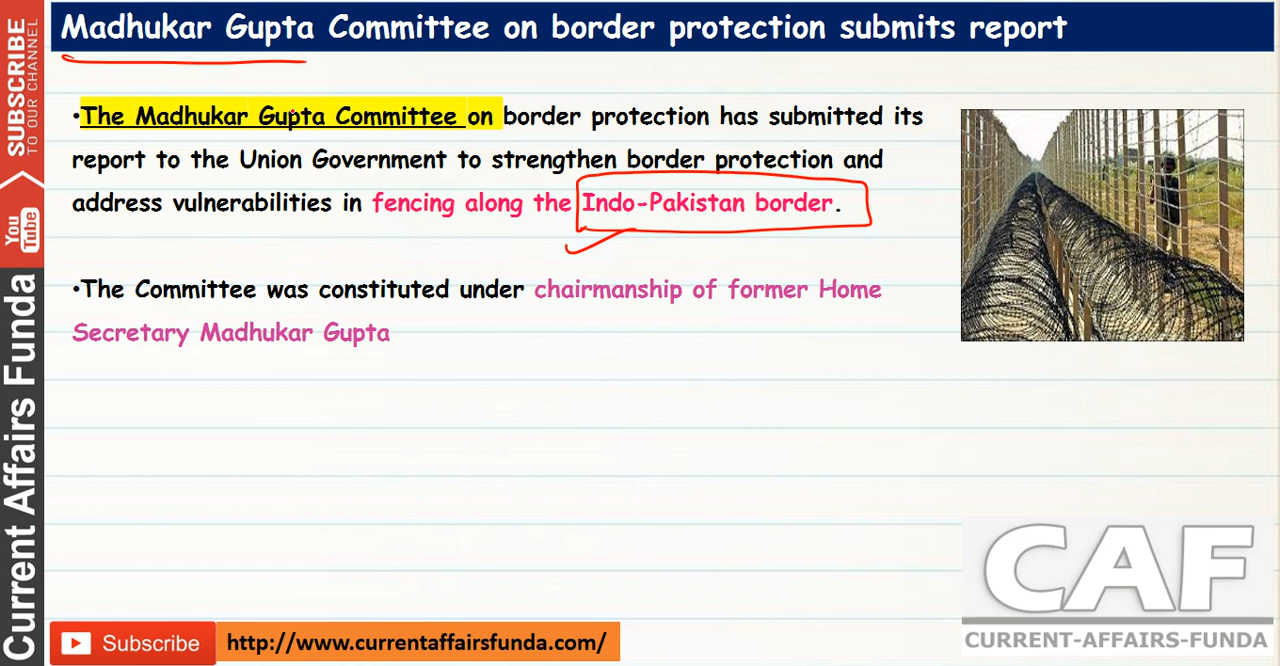 Madhukar Gupta Committee on border protection submits report
•The Madhukar Gupta Committee on border protection has submitted its
report to the Union Government to strengthen border protection and
address vulnerabilities in fencing along the Indo-Pakistan border.
•The Committee was constituted under chairmanship of former Home
Secretary Madhukar Gupta
SUBSCRIBE
TO OUR CHANNEL
You
Tube
Current Affairs Funda
CAF
CURRENT-AFFAIRS-FUNDA
Subscribe
http://www.currentaffairsfunda.com/